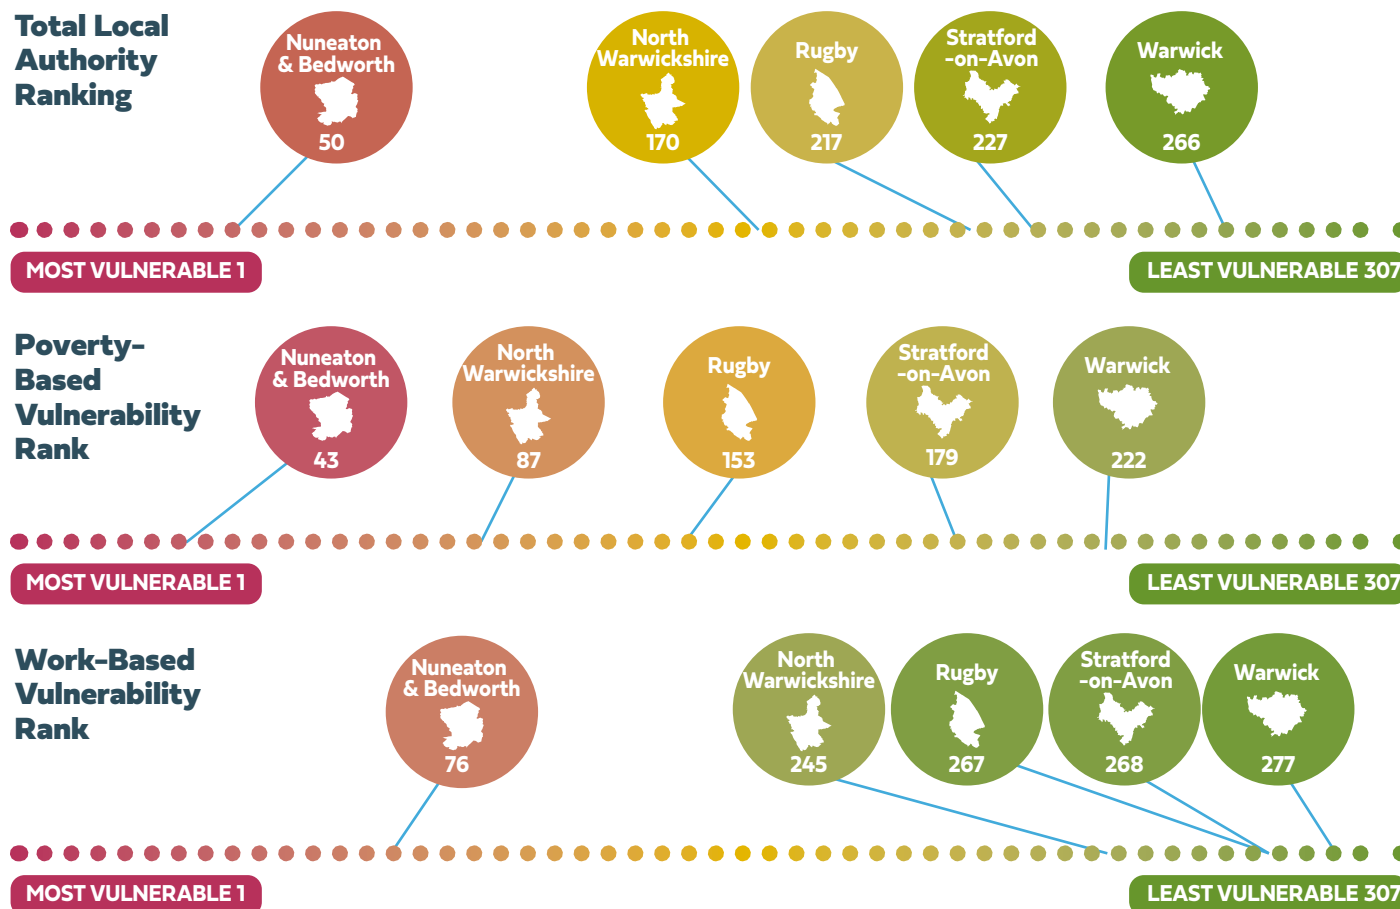 Total Local
Authority
Ranking
Nuneaton
& Bedworth
50
North
Warwickshire
170
Rugby
217
Stratford
-on-Avon
227
Warwick
266
MOST VULNERABLE 1
LEAST VULNERABLE 307
Poverty-
Based
Vulnerability
Rank
Nuneaton
& Bedworth
43
North
Warwickshire
87
Rugby
153
Stratford
-on-Avon
179
Warwick
222
MOST VULNERABLE 1
LEAST VULNERABLE 307
Work-Based
Vulnerability
Rank
Nuneaton
& Bedworth
76
North
Warwickshire
245
Rugby
267
Stratford
-on-Avon
268
Warwick
277
MOST VULNERABLE 1
LEAST VULNERABLE 307